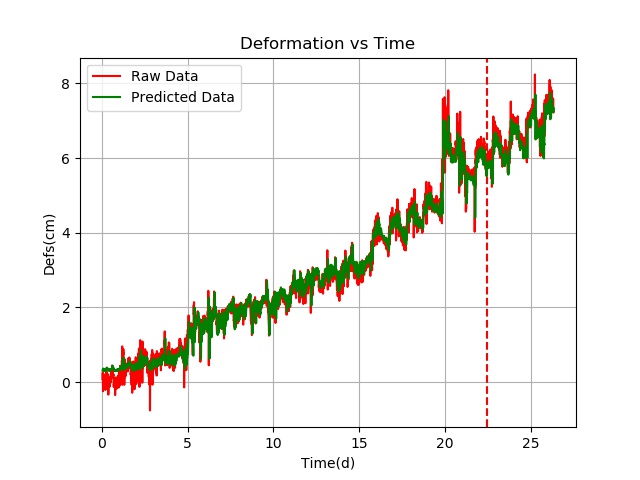 Deformation vs Time
Raw Data
Predicted Data
8
6
4
2
0
Defs(cm)
0 5 10 15 20 25
Time(d)